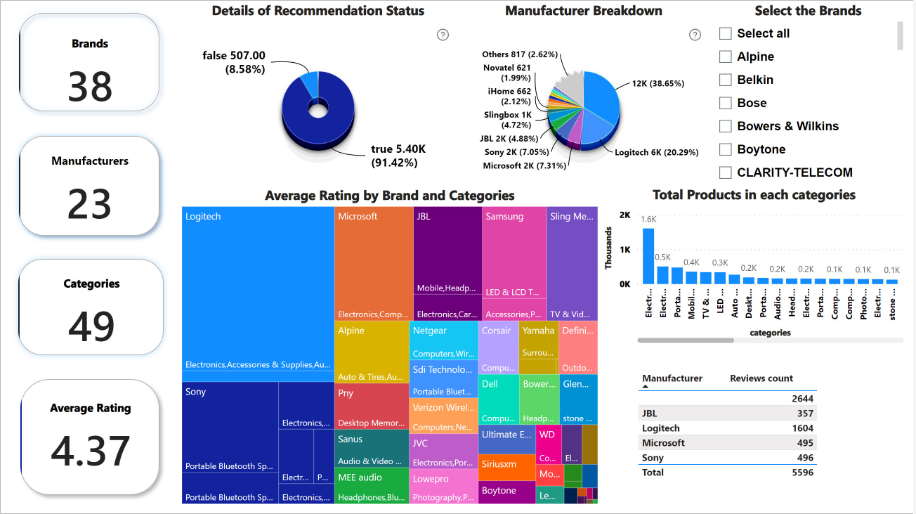 Brands
38
Manufacturers
23
Categories
49
Average Rating
4.37
Details of Recommendation Status
false 507.00
(8.58%)
true 5.40K
(91.42%)
Manufacturer Breakdown
Others 817 (2.62%)
Novatel 621
(1.99%)
iHome 662
(2.12%)
Slingbox 1K
(4.72%)
JBL 2K (4.88%)
Sony 2K (7.05%)
Microsoft 2K (7.31%)
12K (38.65%)
Logitech 6K (20.29%)
Select the Brands
Select all
Alpine
Belkin
Bose
Bowers & Wilkins
Boytone
CLARITY-TELECOM
Average Rating by Brand and Categories
Logitech
Electronics,Accessories & Supplies,Au...
Sony
Portable Bluetooth Sp...
Portable Bluetooth Sp...
Electronics,...
Electr...
P...
Electronics,...
Microsoft
Electronics,Comp...
JBL
Mobile,Headp...
Electronics,Car...
Samsung
LED & LCD T...
Accessories,P...
Sling Me...
TV & Vid...
Alpine
Auto & Tires,Au...
Pny
Desktop Memor...
Sanus
Audio & Video ...
MEE audio
Headphones,Blu...
Netgear
Computers,Wir...
Sdi Technolo...
Portable Bluet...
Verizon Wirel...
Computers,Ne...
JVC
Electronics,Por...
Lowepro
Photography,P...
Corsair
Compu...
Yamaha
Surrou...
Defini...
Outdo...
Dell
Compu...
Bower...
Headp...
Glen...
stone ...
Ultimate E...
Siriusxm
Boytone
WD
Co...
El...
Mo...
Le...
Total Products in each categories
Thousands
2K
1K
0K
1.6K
0.5K
0.4K
0.3K
0.2K
0.2K
0.2K
0.1K
0.1K
Electr...
Electr...
Porta...
Mobil...
TV & ...
LED ...
Auto ...
Deskt...
Porta...
Audio...
Head...
Electr...
Comp...
Comp...
Photo...
Electr...
stone ...
categories
Manufacturer Reviews count
2644
JBL 357
Logitech 1604
Microsoft 495
Sony 496
Total 5596